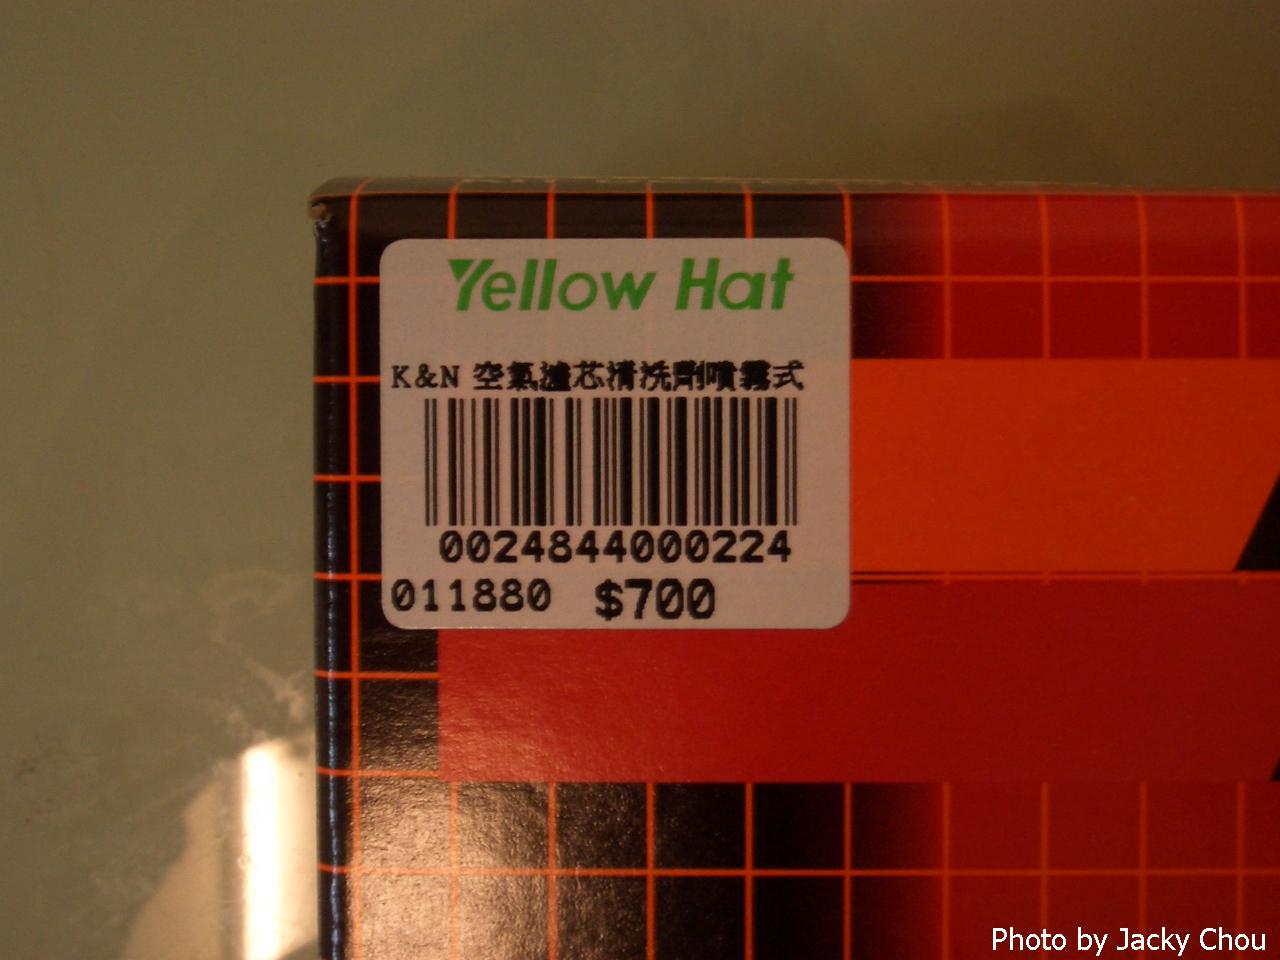 Yellow Hat
K&N 空氣濾芯清洗劑噴霧式
0024844000224
011880 $700
Photo by Jacky Chou